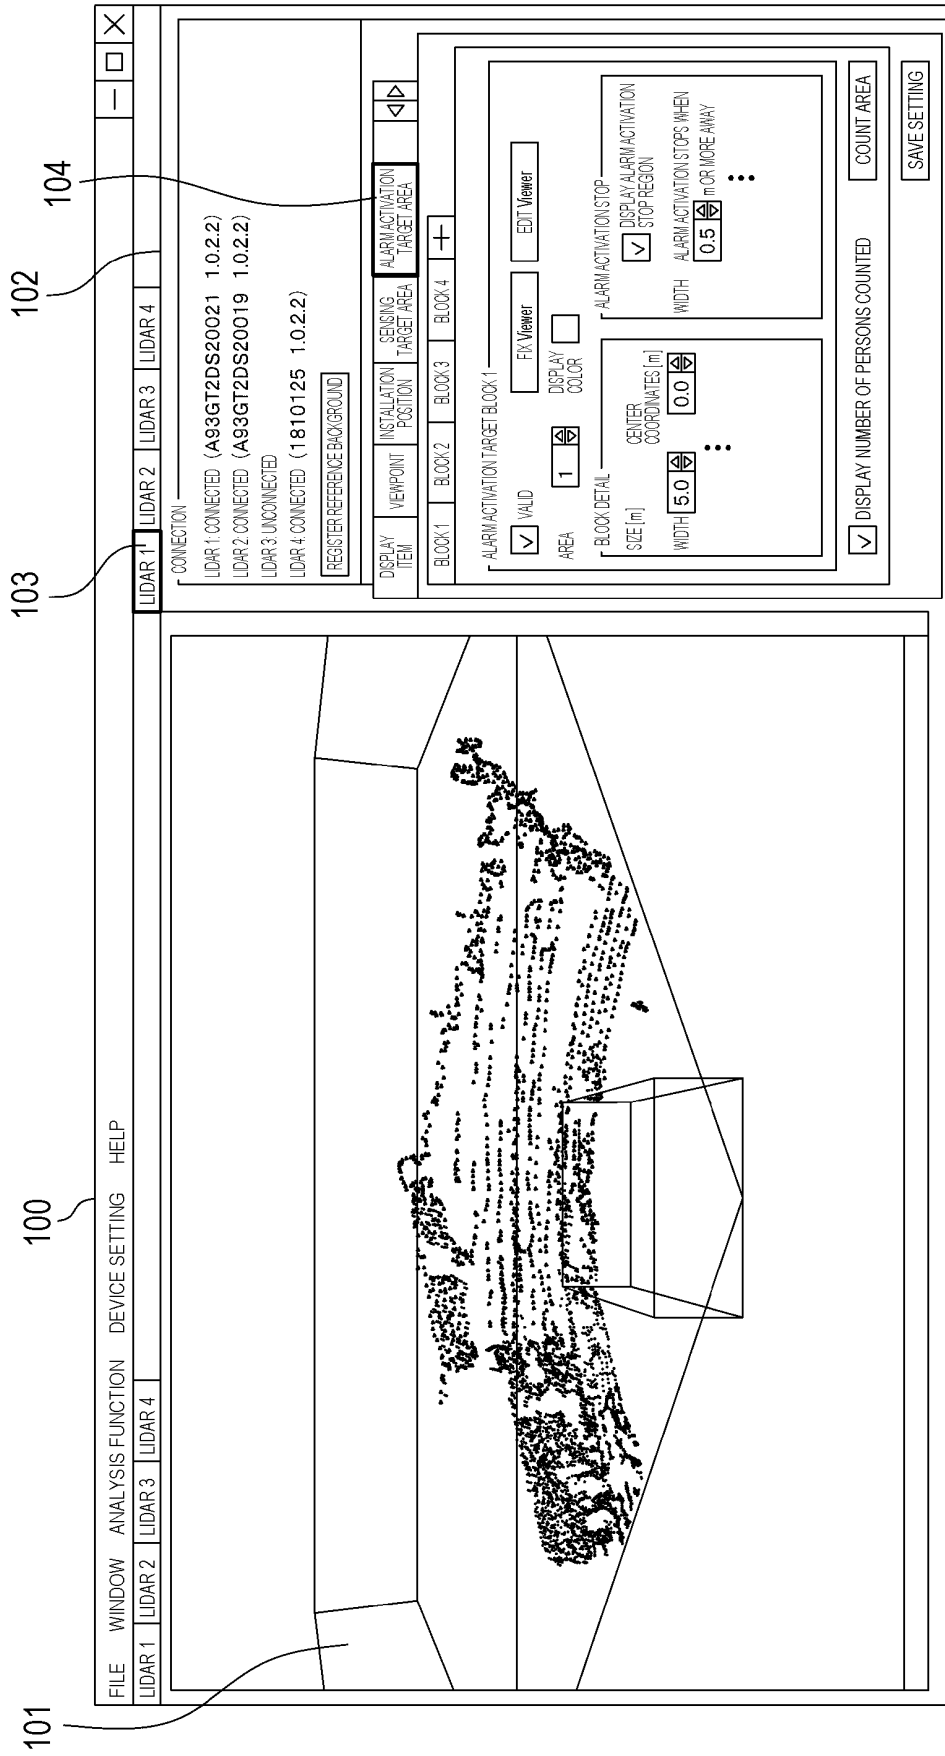 100
101
102
103
104
FILE WINDOW ANALYSIS FUNCTION DEVICE SETTING HELP
LIDAR 1 LIDAR 2 LIDAR 3 LIDAR 4
LIDAR 1 LIDAR 2 LIDAR 3 LIDAR 4
CONNECTION
LIDAR 1: CONNECTED (A93GT2DS20021 1.0.2.2)
LIDAR 2: CONNECTED (A93GT2DS20019 1.0.2.2)
LIDAR 3: UNCONNECTED
LIDAR 4: CONNECTED (1810125 1.0.2.2)
REGISTER REFERENCE BACKGROUND
DISPLAY ITEM
VIEWPOINT
INSTALLATION POSITION
SENSING TARGET AREA
ALARM ACTIVATION TARGET AREA
BLOCK 1 BLOCK 2 BLOCK 3 BLOCK 4 +
ALARM ACTIVATION TARGET BLOCK 1
VALID
FIX Viewer
EDIT Viewer
AREA 1
DISPLAY COLOR
BLOCK DETAIL
SIZE [m]
CENTER COORDINATES [m]
WIDTH 5.0
0.0
ALARM ACTIVATION STOP
DISPLAY ALARM ACTIVATION
STOP REGION
WIDTH
ALARM ACTIVATION STOPS WHEN
0.5 m OR MORE AWAY
DISPLAY NUMBER OF PERSONS COUNTED
COUNT AREA
SAVE SETTING